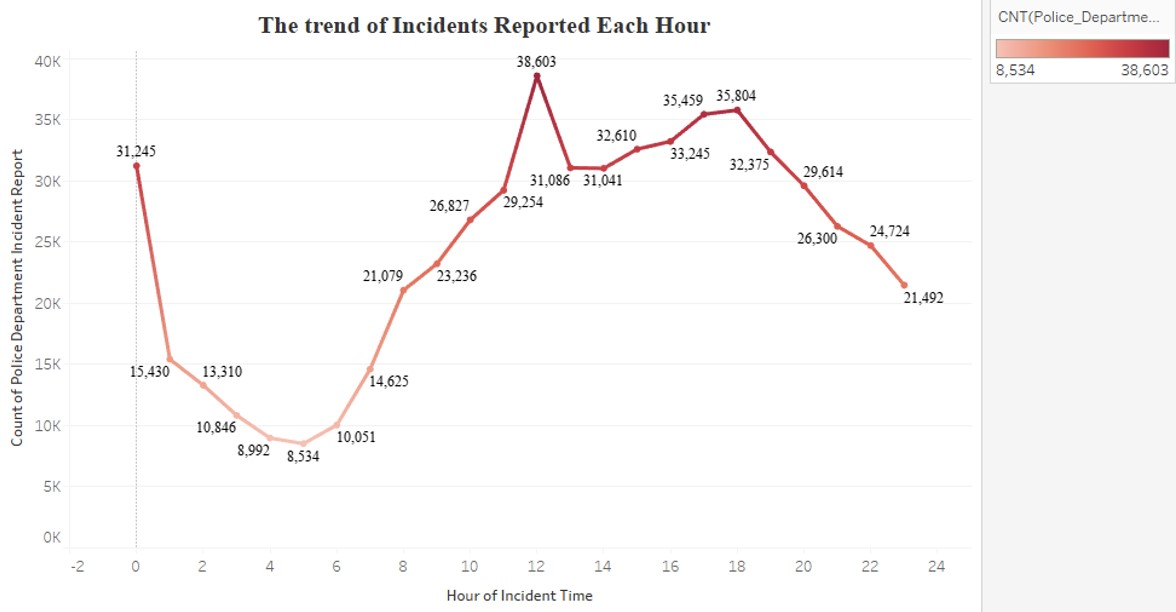 The trend of Incidents Reported Each Hour
CNT(Police_Departme...
8,534 38,603
Count of Police Department Incident Report
40K
35K
30K
25K
20K
15K
10K
5K
0K
31,245
15,430
13,310
10,846
8,992
8,534
10,051
14,625
21,079
23,236
26,827
29,254
38,603
31,086
31,041
32,610
33,245
35,459
35,804
32,375
29,614
26,300
24,724
21,492
-2 0 2 4 6 8 10 12 14 16 18 20 22 24
Hour of Incident Time